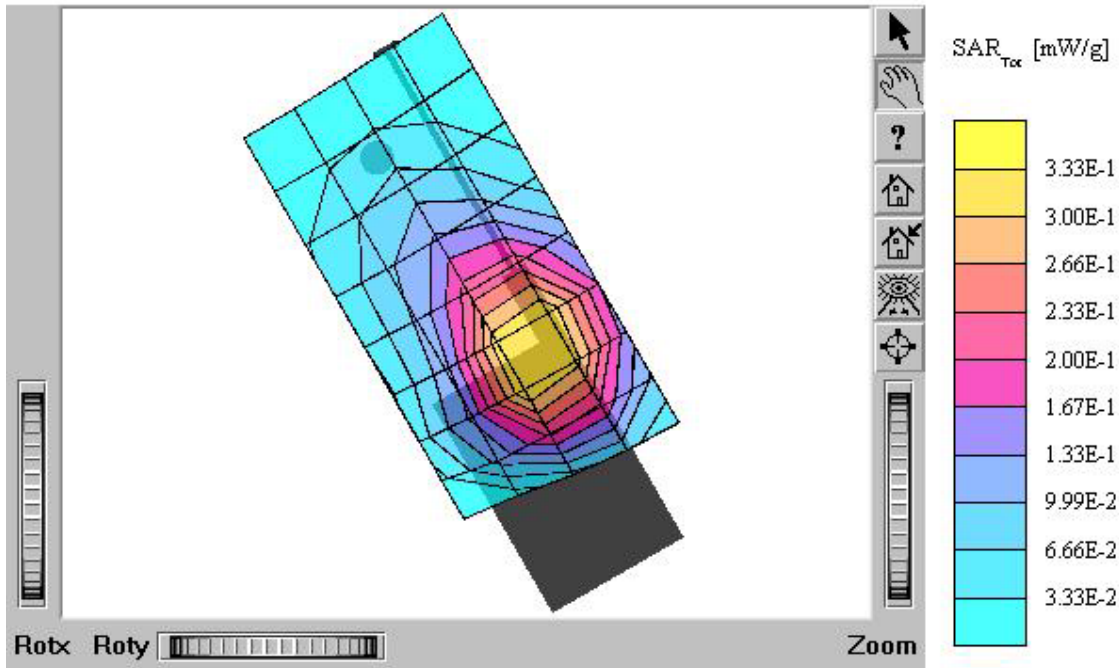 SAR_Tot [mW/g]
?
3.33E-1
3.00E-1
2.66E-1
2.33E-1
2.00E-1
1.67E-1
1.33E-1
9.99E-2
6.66E-2
3.33E-2
Rotx Roty Zoom